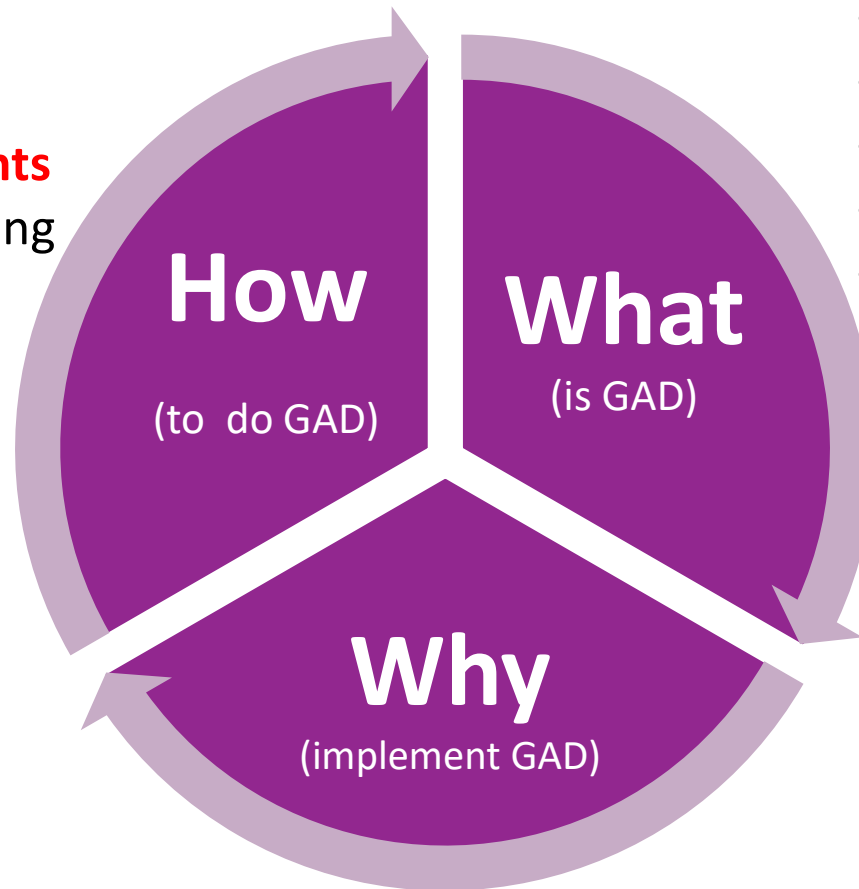 nts
ng
How
(to  do GAD)
What
(is GAD)
Why
(implement GAD)